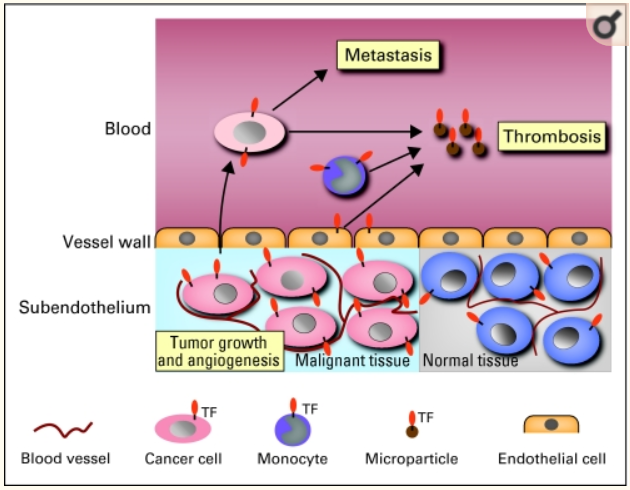 Metastasis
Blood
Thrombosis
Vessel wall
Subendothelium
Tumor growth
and angiogenesis
Malignant tissue
Normal tissue
TF
TF
TF
Blood vessel
Cancer cell
Monocyte
Microparticle
Endothelial cell